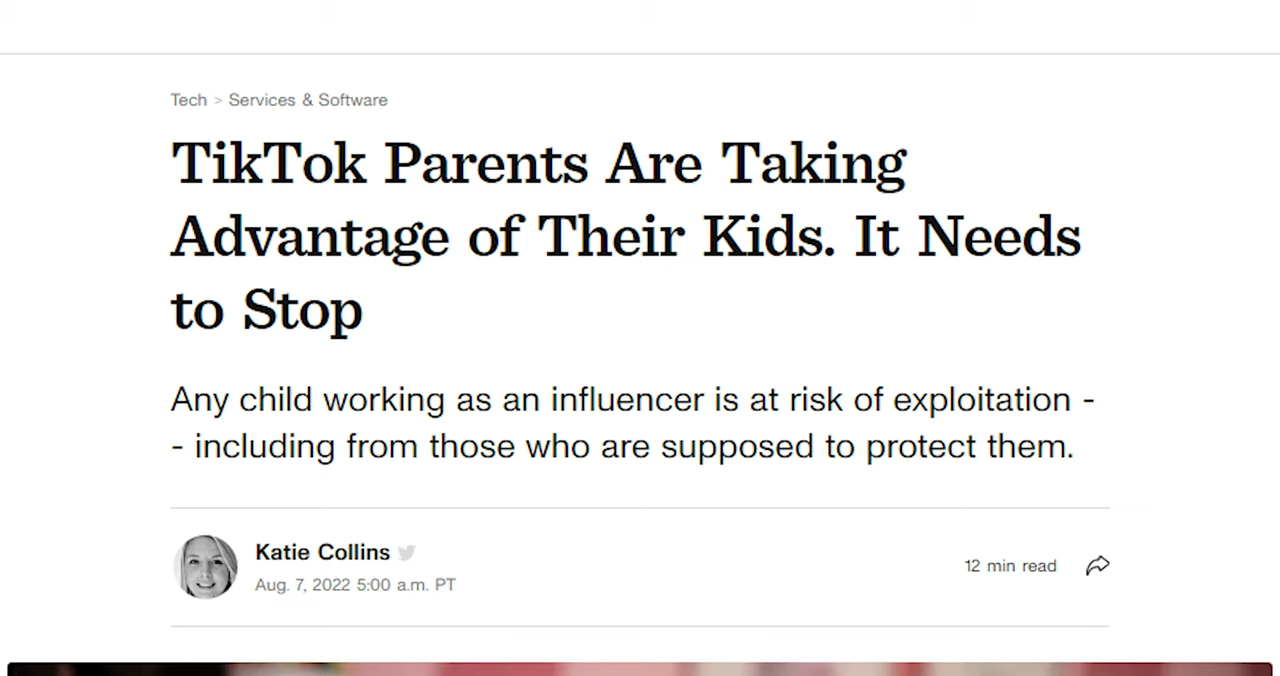 Tech > Services & Software
TikTok Parents Are Taking
Advantage of Their Kids. It Needs
to Stop
Any child working as an influencer is at risk of exploitation -
- including from those who are supposed to protect them.
Katie Collins
Aug. 7, 2022 5:00 a.m. PT
12 min read